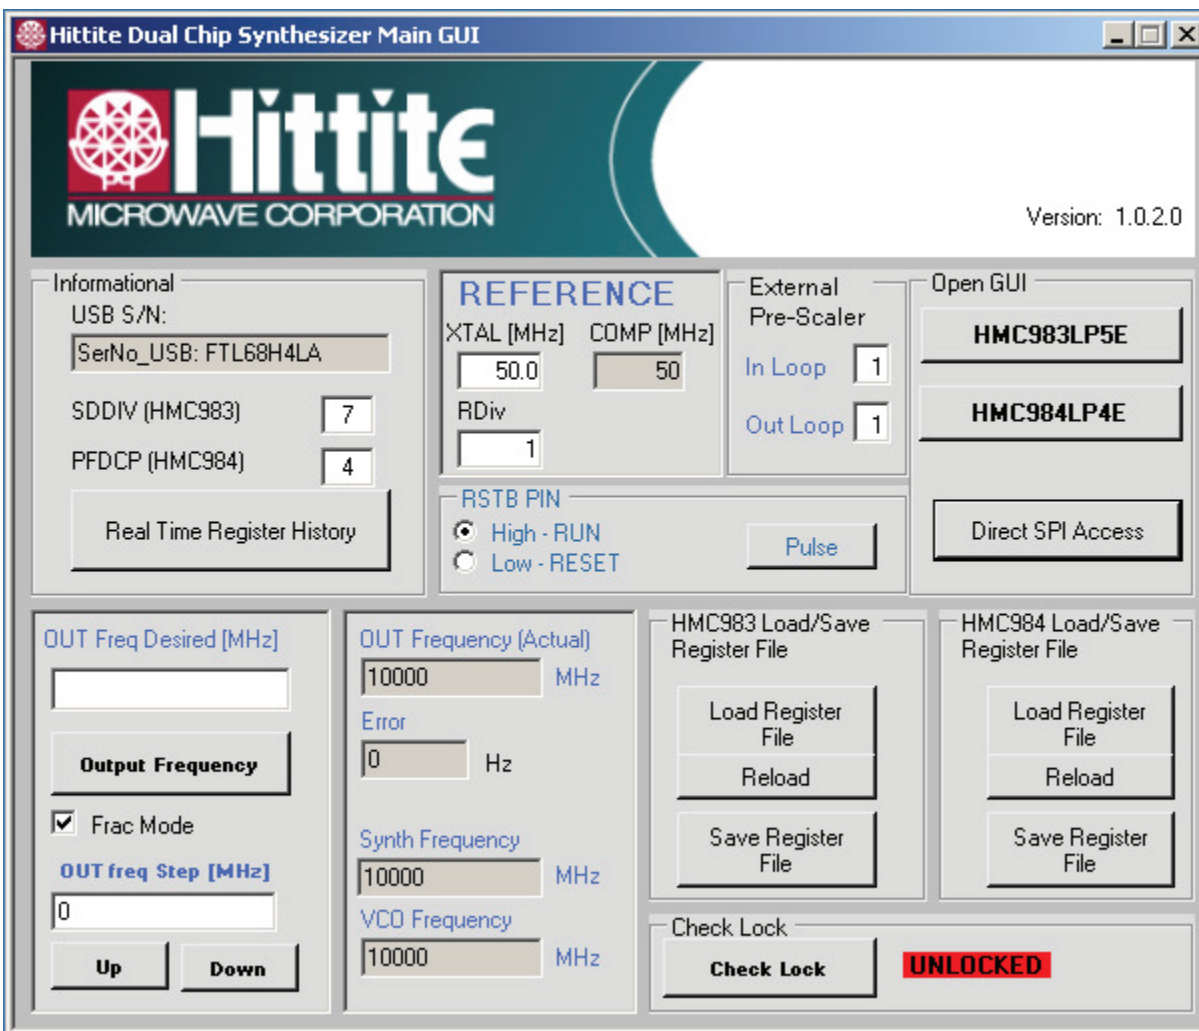 Hittite Dual Chip Synthesizer Main GUI
Hittite
MICROWAVE CORPORATION
Version: 1.0.2.0
Informational
USB S/N:
SerNo_USB: FTL68H4LA
SDDIV (HMC983) 7
PFDCP (HMC984) 4
Real Time Register History
REFERENCE
XTAL [MHz] COMP [MHz]
50.0 50
RDiv
1
External
Pre-Scaler
In Loop 1
Out Loop 1
Open GUI
HMC983LP5E
HMC984LP4E
Direct SPI Access
RSTB PIN
High - RUN
Low - RESET
Pulse
OUT Freq Desired [MHz]
Output Frequency
Frac Mode
OUT freq Step [MHz]
0
Up Down
OUT Frequency (Actual)
10000 MHz
Error
0 Hz
Synth Frequency
10000 MHz
VCO Frequency
10000 MHz
HMC983 Load/Save
Register File
Load Register
File
Reload
Save Register
File
HMC984 Load/Save
Register File
Load Register
File
Reload
Save Register
File
Check Lock
Check Lock UNLOCKED